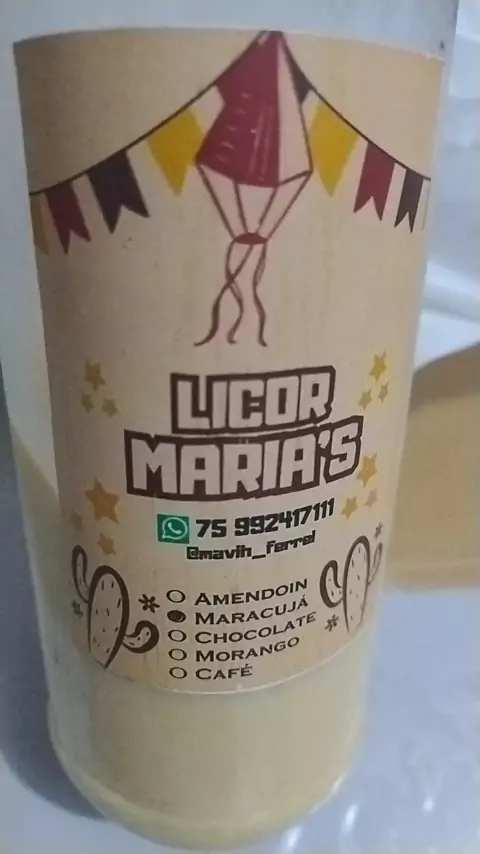 LICOR
MARIA'S
75 992417111
@mavih_ferrel
AMENDOIN
MARACUJÁ
CHOCOLATE
MORANGO
CAFÉ